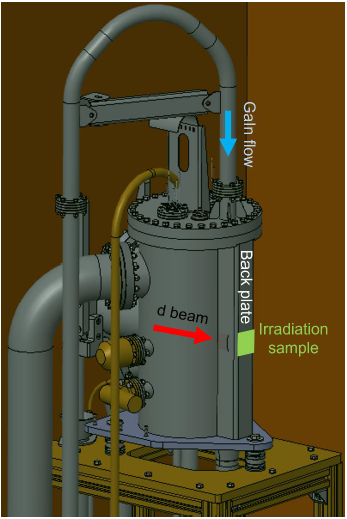 GaIn flow
Back plate
d beam
Irradiation
sample